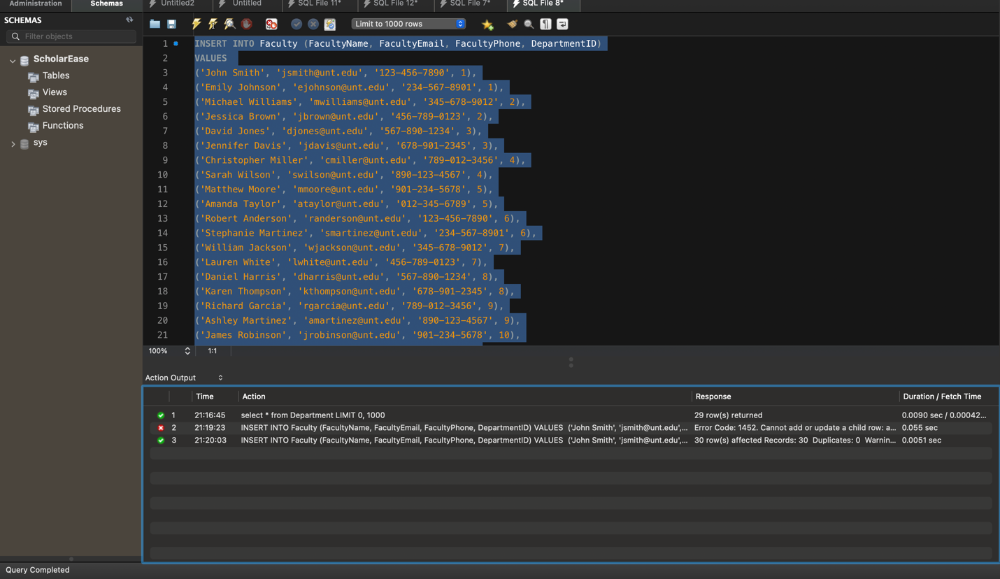 Administration Schemas Untitled2 Untitled SQL File 11* SQL File 12* SQL File 7* SQL File 8*
SCHEMAS
Filter objects
Limit to 1000 rows
ScholarEase
Tables
Views
Stored Procedures
Functions
sys
1 INSERT INTO Faculty (FacultyName, FacultyEmail, FacultyPhone, DepartmentID)
2 VALUES
3 ('John Smith', 'jsmith@unt.edu', '123-456-7890', 1),
4 ('Emily Johnson', 'ejohnson@unt.edu', '234-567-8901', 1),
5 ('Michael Williams', 'mwilliams@unt.edu', '345-678-9012', 2),
6 ('Jessica Brown', 'jbrown@unt.edu', '456-789-0123', 2),
7 ('David Jones', 'djones@unt.edu', '567-890-1234', 3),
8 ('Jennifer Davis', 'jdavis@unt.edu', '678-901-2345', 3),
9 ('Christopher Miller', 'cmiller@unt.edu', '789-012-3456', 4),
10 ('Sarah Wilson', 'swilson@unt.edu', '890-123-4567', 4),
11 ('Matthew Moore', 'mmoore@unt.edu', '901-234-5678', 5),
12 ('Amanda Taylor', 'ataylor@unt.edu', '012-345-6789', 5),
13 ('Robert Anderson', 'randerson@unt.edu', '123-456-7890', 6),
14 ('Stephanie Martinez', 'smartinez@unt.edu', '234-567-8901', 6),
15 ('William Jackson', 'wjackson@unt.edu', '345-678-9012', 7),
16 ('Lauren White', 'lwhite@unt.edu', '456-789-0123', 7),
17 ('Daniel Harris', 'dharris@unt.edu', '567-890-1234', 8),
18 ('Karen Thompson', 'kthompson@unt.edu', '678-901-2345', 8),
19 ('Richard Garcia', 'rgarcia@unt.edu', '789-012-3456', 9),
20 ('Ashley Martinez', 'amartinez@unt.edu', '890-123-4567', 9),
21 ('James Robinson', 'jrobinson@unt.edu', '901-234-5678', 10),
100% 1:1
Action Output
Time Action Response Duration / Fetch Time
1 21:16:45 select * from Department LIMIT 0, 1000 29 row(s) returned 0.0090 sec / 0.00042...
2 21:19:23 INSERT INTO Faculty (FacultyName, FacultyEmail, FacultyPhone, DepartmentID) VALUES ('John Smith', 'jsmith@unt.edu',... Error Code: 1452. Cannot add or update a child row: a... 0.055 sec
3 21:20:03 INSERT INTO Faculty (FacultyName, FacultyEmail, FacultyPhone, DepartmentID) VALUES ('John Smith', 'jsmith@unt.edu',... 30 row(s) affected Records: 30 Duplicates: 0 Warnin... 0.0051 sec
Query Completed